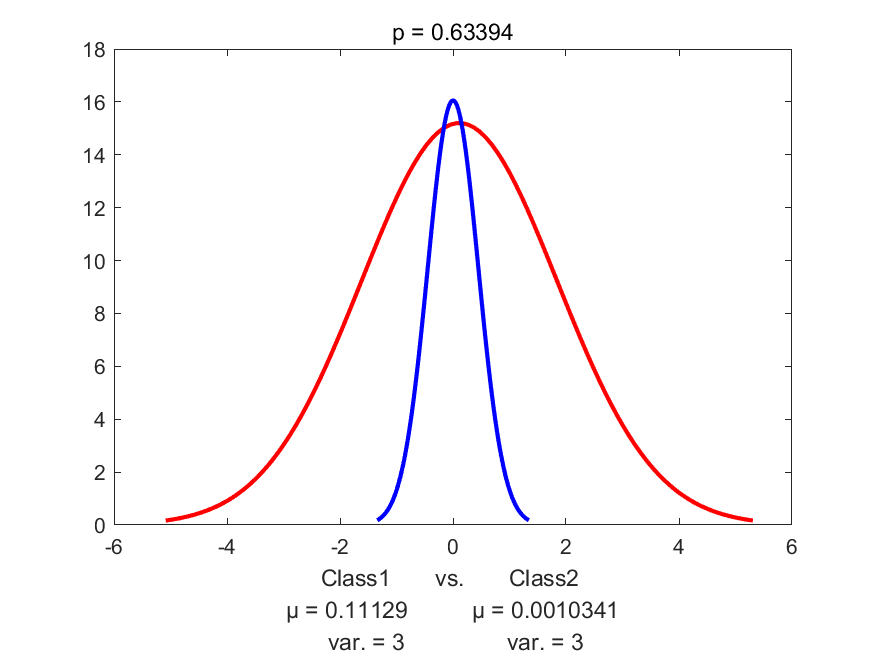 p = 0.63394
18
16
14
12
10
8
6
4
2
0
-6 -4 -2 0 2 4 6
Class1 vs. Class2
μ = 0.11129 μ = 0.0010341
var. = 3 var. = 3